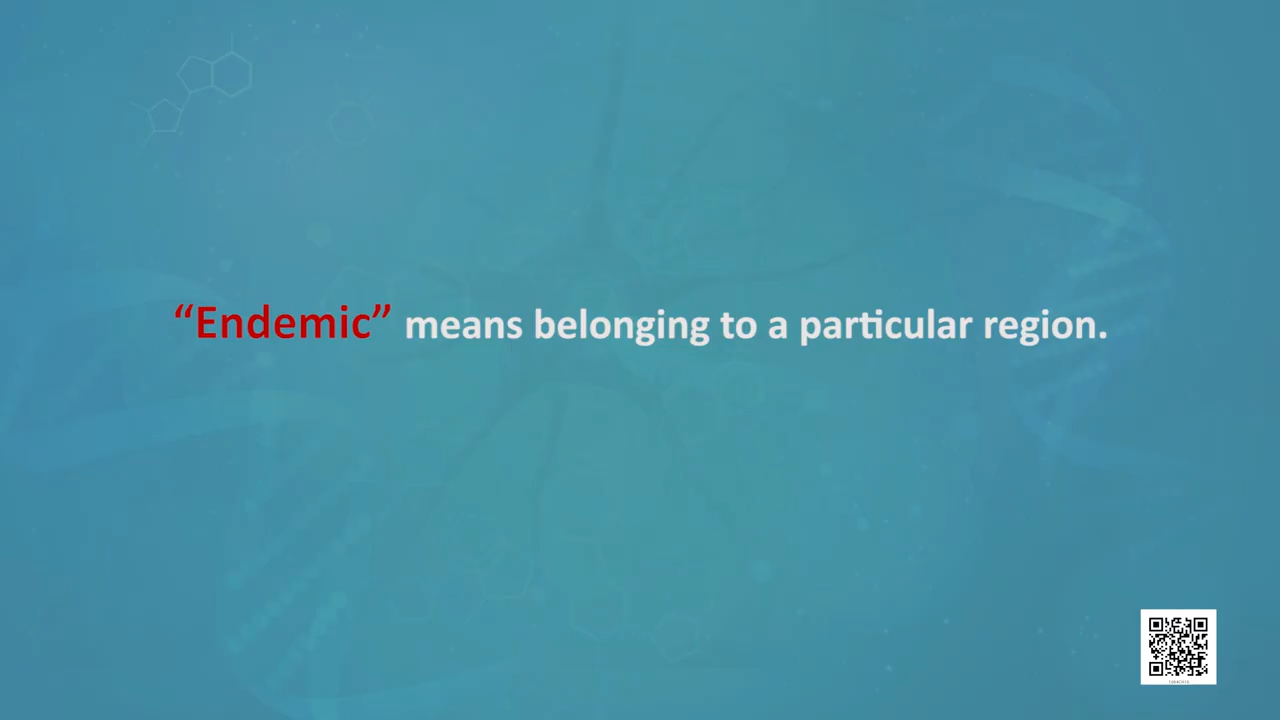 “Endemic” means belonging to a particular region.